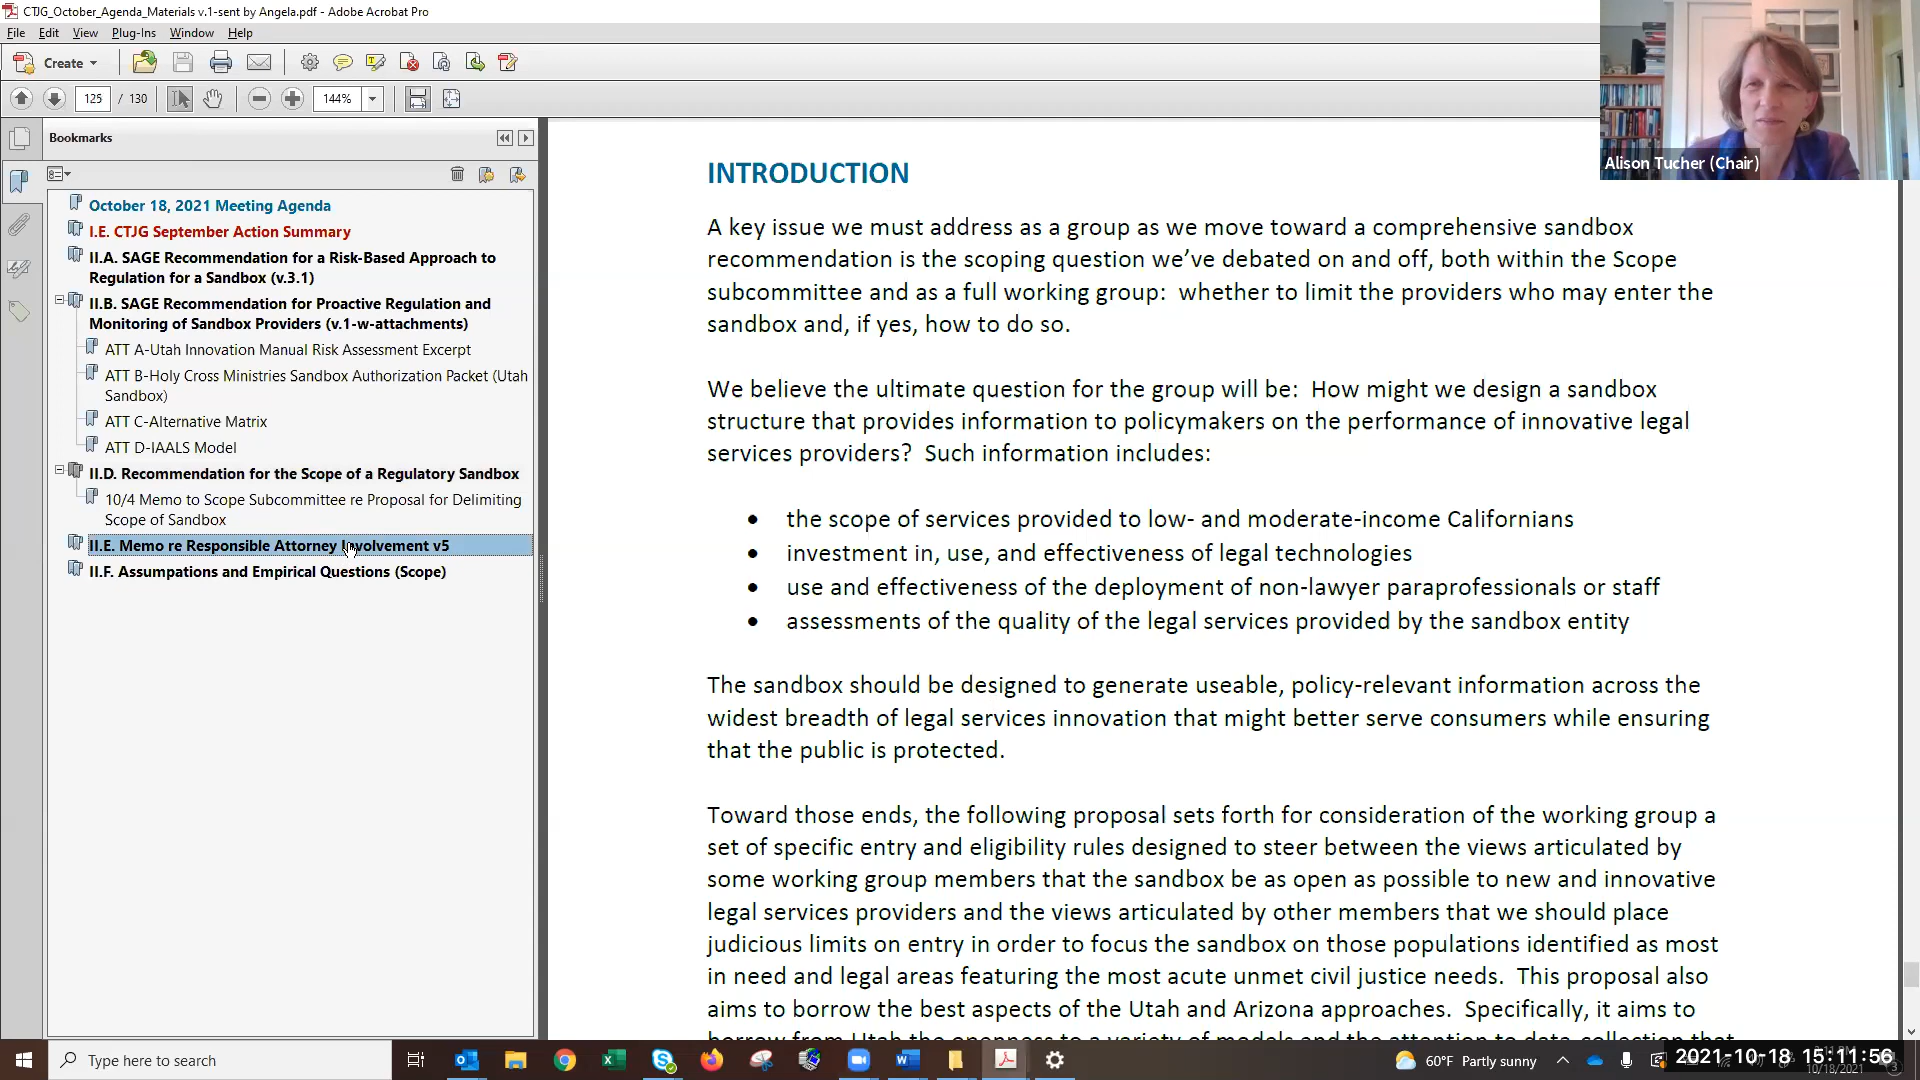 CTJG_October_Agenda_Materials v.1-sent by Angela.pdf - Adobe Acrobat Pro
File Edit View Plug-Ins Window Help
Create
125 / 130 144%
Bookmarks
October 18, 2021 Meeting Agenda
I.E. CTJG September Action Summary
II.A. SAGE Recommendation for a Risk-Based Approach to
Regulation for a Sandbox (v.3.1)
II.B. SAGE Recommendation for Proactive Regulation and
Monitoring of Sandbox Providers (v.1-w-attachments)
ATT A-Utah Innovation Manual Risk Assessment Excerpt
ATT B-Holy Cross Ministries Sandbox Authorization Packet (Utah
Sandbox)
ATT C-Alternative Matrix
ATT D-IAALS Model
II.D. Recommendation for the Scope of a Regulatory Sandbox
10/4 Memo to Scope Subcommittee re Proposal for Delimiting
Scope of Sandbox
II.E. Memo re Responsible Attorney Involvement v5
II.F. Assumpations and Empirical Questions (Scope)
Alison Tucher (Chair)
INTRODUCTION
A key issue we must address as a group as we move toward a comprehensive sandbox
recommendation is the scoping question we've debated on and off, both within the Scope
subcommittee and as a full working group: whether to limit the providers who may enter the
sandbox and, if yes, how to do so.
We believe the ultimate question for the group will be: How might we design a sandbox
structure that provides information to policymakers on the performance of innovative legal
services providers? Such information includes:
• the scope of services provided to low- and moderate-income Californians
• investment in, use, and effectiveness of legal technologies
• use and effectiveness of the deployment of non-lawyer paraprofessionals or staff
• assessments of the quality of the legal services provided by the sandbox entity
The sandbox should be designed to generate useable, policy-relevant information across the
widest breadth of legal services innovation that might better serve consumers while ensuring
that the public is protected.
Toward those ends, the following proposal sets forth for consideration of the working group a
set of specific entry and eligibility rules designed to steer between the views articulated by
some working group members that the sandbox be as open as possible to new and innovative
legal services providers and the views articulated by other members that we should place
judicious limits on entry in order to focus the sandbox on those populations identified as most
in need and legal areas featuring the most acute unmet civil justice needs. This proposal also
aims to borrow the best aspects of the Utah and Arizona approaches. Specifically, it aims to
borrow from Utah the openness to a variety of models and the attention to data collection that
Type here to search
60°F Partly sunny
2021-10-18 15:11:56
10/18/2021